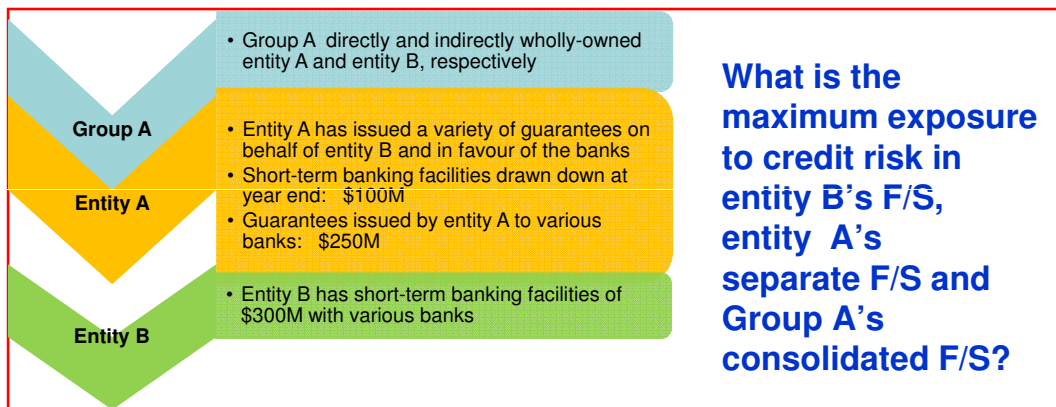 • Group A directly and indirectly wholly-owned
entity A and entity B, respectively
Group A
• Entity A has issued a variety of guarantees on
behalf of entity B and in favour of the banks
• Short-term banking facilities drawn down at
year end: $100M
• Guarantees issued by entity A to various
banks: $250M
Entity A
• Entity B has short-term banking facilities of
$300M with various banks
Entity B
What is the
maximum exposure
to credit risk in
entity B's F/S,
entity A's
separate F/S and
Group A's
consolidated F/S?